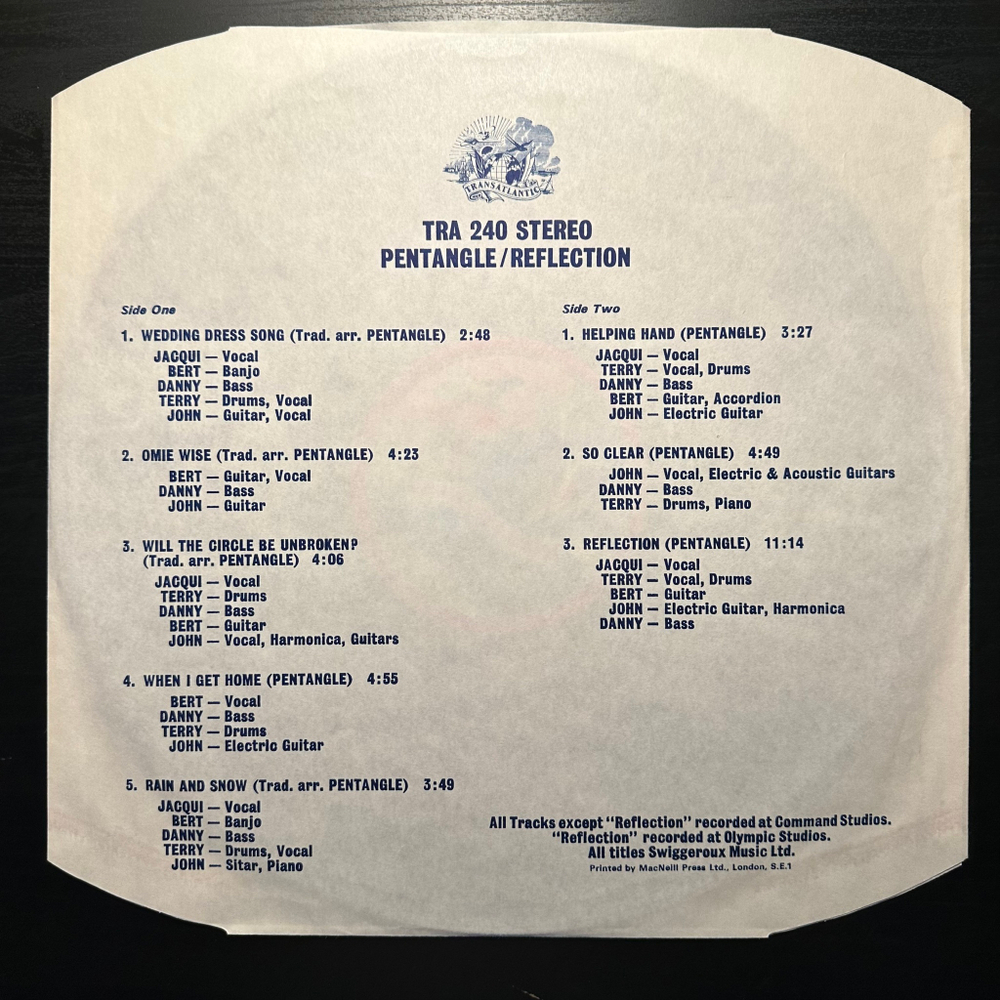 TRANSATLANTIC
TRA 240 STEREO
PENTANGLE/REFLECTION
Side One
1. WEDDING DRESS SONG (Trad. arr. PENTANGLE) 2:48
JACQUI — Vocal
BERT — Banjo
DANNY — Bass
TERRY — Drums, Vocal
JOHN — Guitar, Vocal
2. OMIE WISE (Trad. arr. PENTANGLE) 4:23
BERT — Guitar, Vocal
DANNY — Bass
JOHN — Guitar
3. WILL THE CIRCLE BE UNBROKEN?
(Trad. arr. PENTANGLE) 4:06
JACQUI — Vocal
TERRY — Drums
DANNY — Bass
BERT — Guitar
JOHN — Vocal, Harmonica, Guitars
4. WHEN I GET HOME (PENTANGLE) 4:55
BERT — Vocal
DANNY — Bass
TERRY — Drums
JOHN — Electric Guitar
5. RAIN AND SNOW (Trad. arr. PENTANGLE) 3:49
JACQUI — Vocal
BERT — Banjo
DANNY — Bass
TERRY — Drums, Vocal
JOHN — Sitar, Piano
Side Two
1. HELPING HAND (PENTANGLE) 3:27
JACQUI — Vocal
TERRY — Vocal, Drums
DANNY — Bass
BERT — Guitar, Accordion
JOHN — Electric Guitar
2. SO CLEAR (PENTANGLE) 4:49
JOHN — Vocal, Electric & Acoustic Guitars
DANNY — Bass
TERRY — Drums, Piano
3. REFLECTION (PENTANGLE) 11:14
JACQUI — Vocal
TERRY — Vocal, Drums
BERT — Guitar
JOHN — Electric Guitar, Harmonica
DANNY — Bass
All Tracks except "Reflection" recorded at Command Studios.
"Reflection" recorded at Olympic Studios.
All titles Swiggeroux Music Ltd.
Printed by MacNeill Press Ltd., London, S.E.1